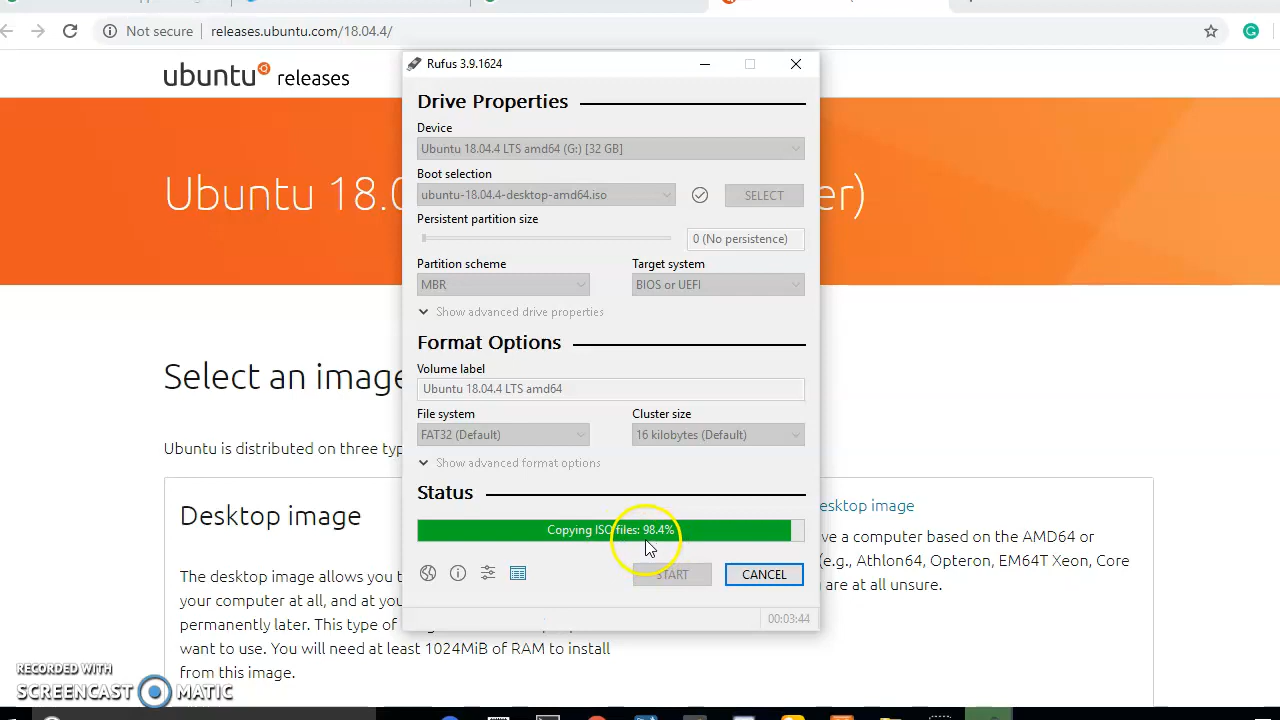 Not secure releases.ubuntu.com/18.04.4/
ubuntu releases
Rufus 3.9.1624
Drive Properties
Device
Ubuntu 18.04.4 LTS amd64 (G:) [32 GB]
Boot selection
ubuntu-18.04.4-desktop-amd64.iso
SELECT
Persistent partition size
0 (No persistence)
Partition scheme
Target system
MBR
BIOS or UEFI
Show advanced drive properties
Format Options
Volume label
Ubuntu 18.04.4 LTS amd64
File system
Cluster size
FAT32 (Default)
16 kilobytes (Default)
Show advanced format options
Status
Copying ISO files: 98.4%
START
CANCEL
00:03:44
Ubuntu 18.0
er)
Select an image
Ubuntu is distributed on three typ
Desktop image
The desktop image allows you t
your computer at all, and at you
permanently later. This type of
want to use. You will need at least 1024MiB of RAM to install
from this image.
esktop image
ve a computer based on the AMD64 or
(e.g., Athlon64, Opteron, EM64T Xeon, Core
u are at all unsure.
RECORDED WITH
SCREENCAST MATIC